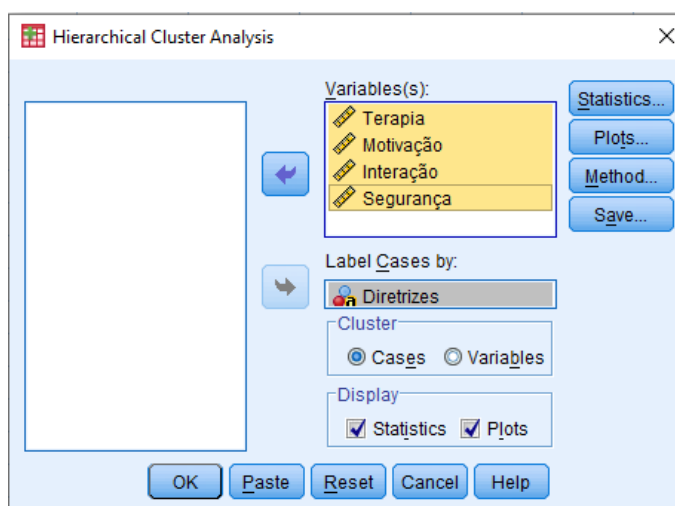 Hierarchical Cluster Analysis
Variables(s):
Terapia
Motivação
Interação
Segurança
Statistics...
Plots...
Method...
Save...
Label Cases by:
a Diretrizes
Cluster
Cases Variables
Display
Statistics Plots
OK Paste Reset Cancel Help